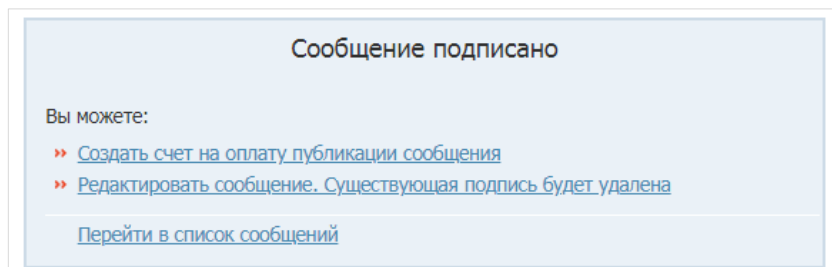 Сообщение подписано
Вы можете:
» Создать счет на оплату публикации сообщения
» Редактировать сообщение. Существующая подпись будет удалена
Перейти в список сообщений